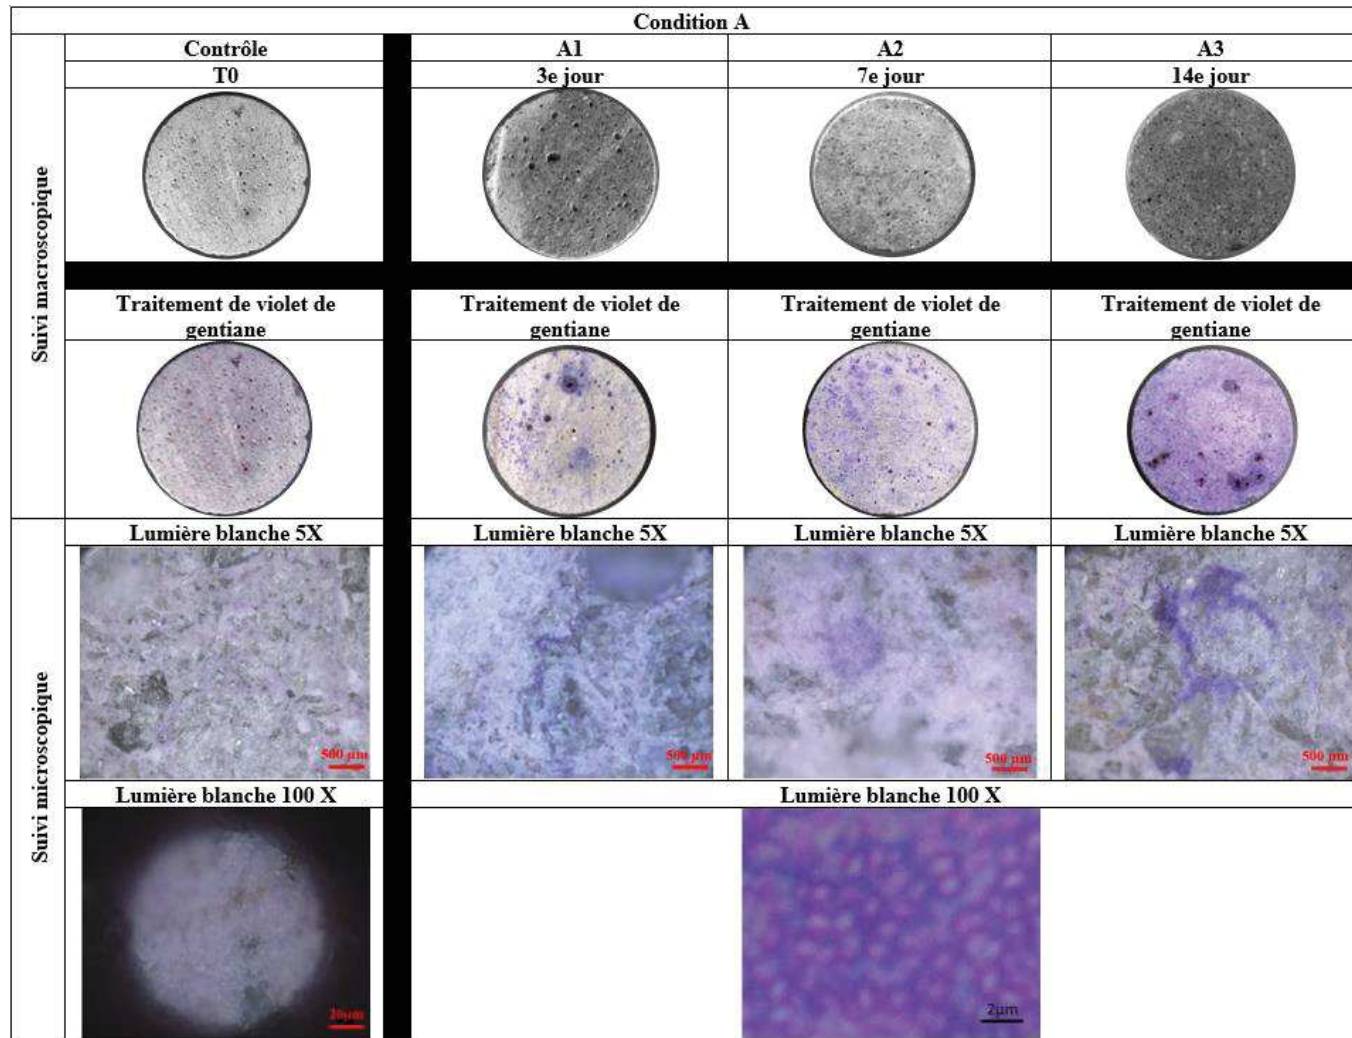 Condition A
Contrôle
A1
A2
A3
T0
3e jour
7e jour
14e jour
Suivi macroscopique
Traitement de violet de
gentiane
Traitement de violet de
gentiane
Traitement de violet de
gentiane
Traitement de violet de
gentiane
Suivi microscopique
Lumière blanche 5X
Lumière blanche 5X
Lumière blanche 5X
Lumière blanche 5X
500 µm
500 µm
500 µm
500 µm
Lumière blanche 100 X
Lumière blanche 100 X
20µm
2µm